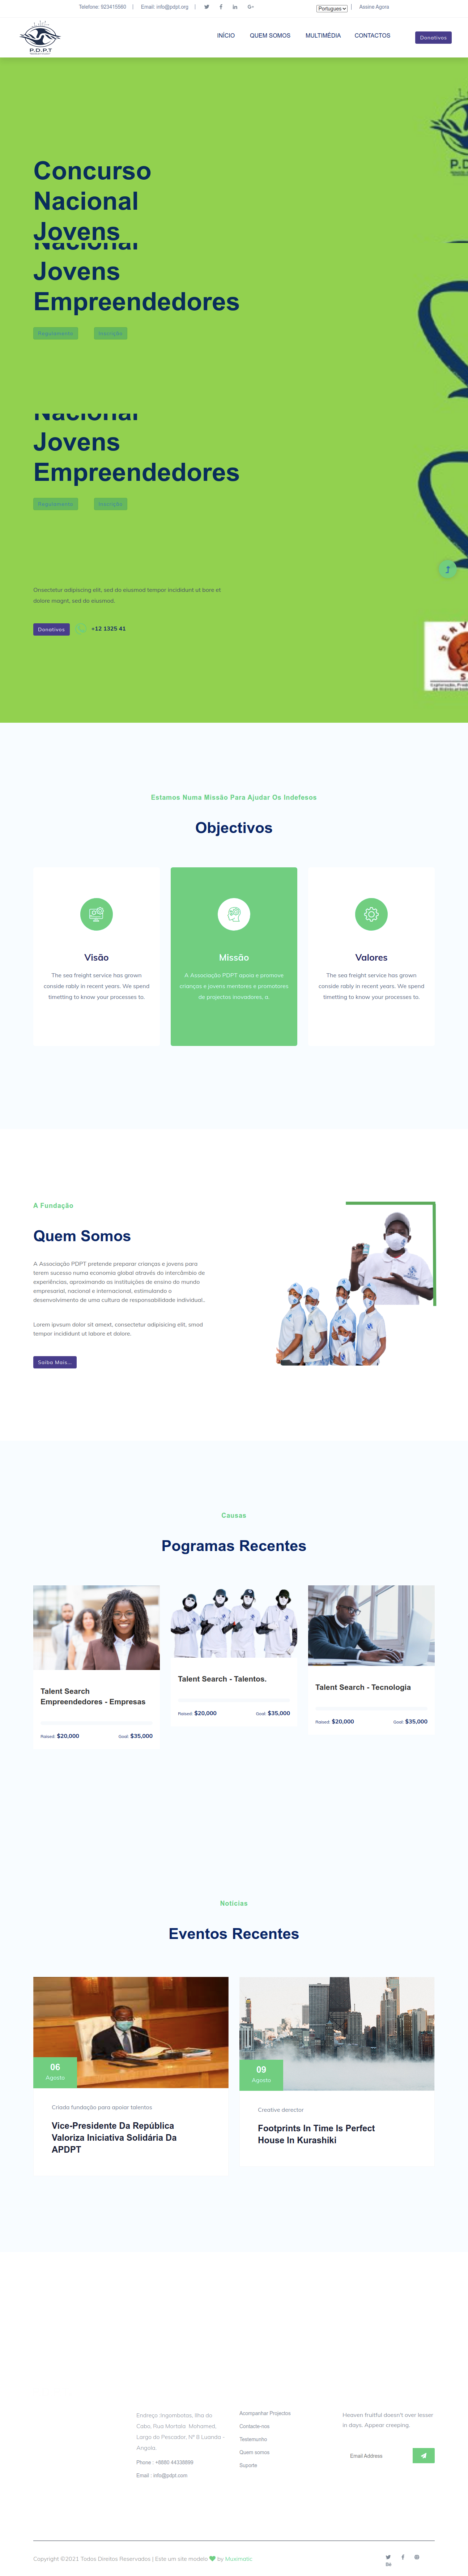 Telefone: 923415560
Email: info@pdpt.org
Portugues
Assine Agora
P.D.P.T
INÍCIO
QUEM SOMOS
MULTIMÉDIA
CONTACTOS
Donativos
Concurso
Nacional
Jovens
Nacional
Jovens
Empreendedores
Regulamento
Inscrição
Nacional
Jovens
Empreendedores
Regulamento
Inscrição
Onsectetur adipiscing elit, sed do eiusmod tempor incididunt ut bore et
dolore magnt, sed do eiusmod.
Donativos
+12 1325 41
Estamos Numa Missão Para Ajudar Os Indefesos
Objectivos
Visão
The sea freight service has grown
conside rably in recent years. We spend
timetting to know your processes to.
Missão
A Associação PDPT apoia e promove
crianças e jovens mentores e promotores
de projectos inovadores, a.
Valores
The sea freight service has grown
conside rably in recent years. We spend
timetting to know your processes to.
A Fundação
Quem Somos
A Associação PDPT pretende preparar crianças e jovens para
terem sucesso numa economia global através do intercâmbio de
experiências, aproximando as instituições de ensino do mundo
empresarial, nacional e internacional, estimulando o
desenvolvimento de uma cultura de responsabilidade individual..
Lorem ipvsum dolor sit amext, consectetur adipisicing elit, smod
tempor incididunt ut labore et dolore.
Saiba Mais...
Causas
Pogramas Recentes
Talent Search
Empreendedores - Empresas
Raised: $20,000
Goal: $35,000
Talent Search - Talentos.
Raised: $20,000
Goal: $35,000
Talent Search - Tecnologia
Raised: $20,000
Goal: $35,000
Noticias
Eventos Recentes
06
Agosto
Criada fundação para apoiar talentos
Vice-Presidente Da República
Valoriza Iniciativa Solidária Da
APDPT
09
Agosto
Creative derector
Footprints In Time Is Perfect
House In Kurashiki
Endreço :Ingombotas, Ilha do
Cabo, Rua Mortala Mohamed,
Largo do Pescador, Nº 8 Luanda -
Angola.
Phone : +8880 44338899
Email : info@pdpt.com
Acompanhar Projectos
Contacte-nos
Testemunho
Quem somos
Suporte
Heaven fruitful doesn't over lesser
in days. Appear creeping.
Email Address
Copyright ©2021 Todos Direitos Reservados | Este um site modelo by Muximatic.